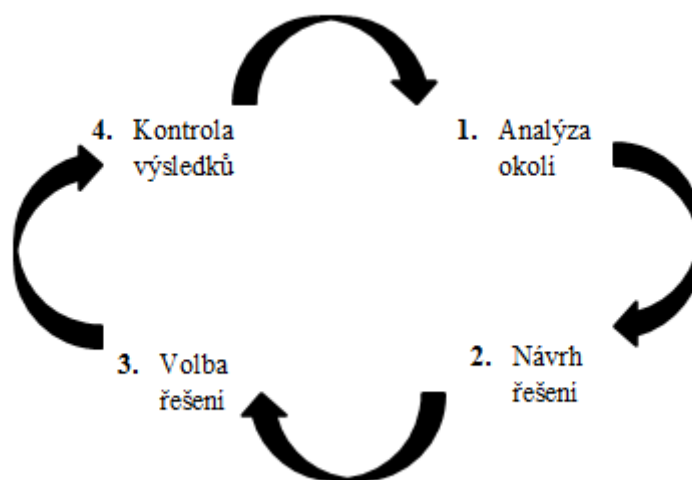 4. Kontrola
výsledků
1. Analýza
okolí
3. Volba
řešení
2. Návrh
řešení